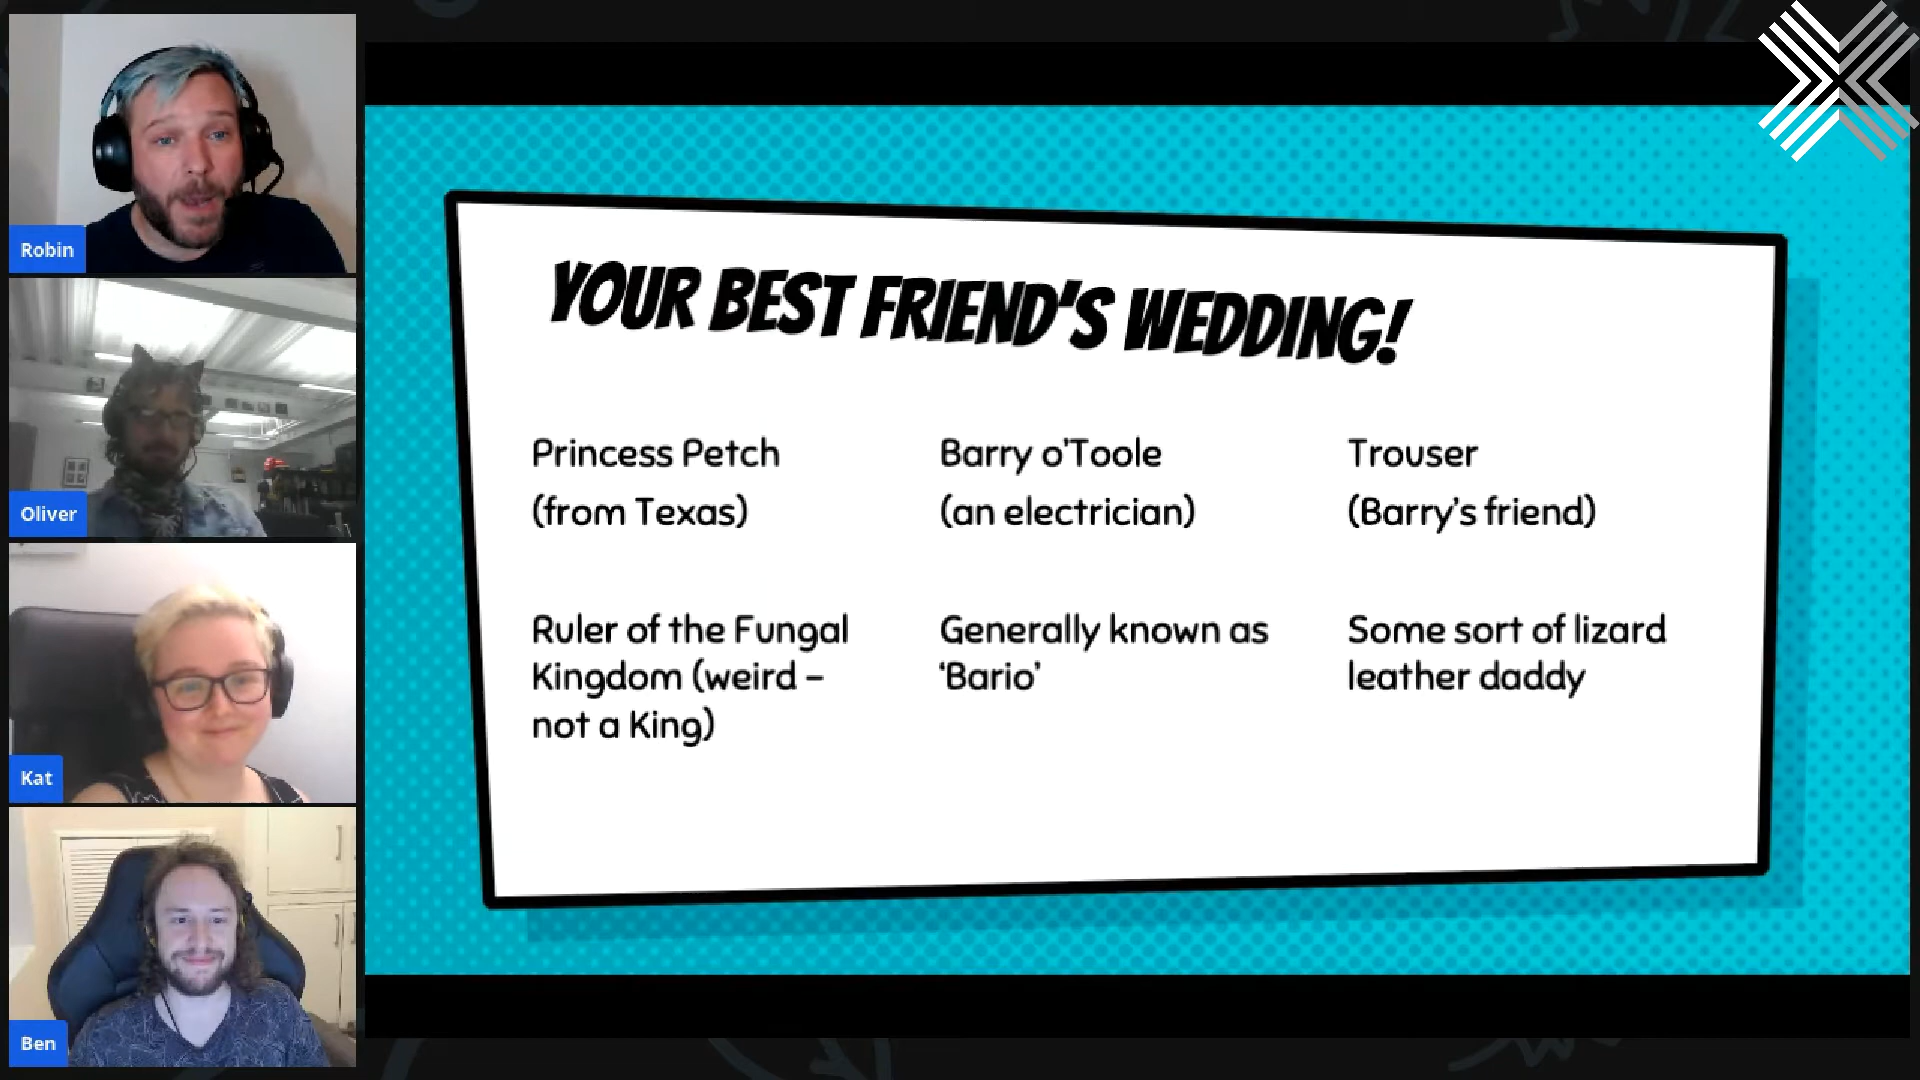 Robin
Oliver
Kat
Ben
YOUR BEST FRIEND'S WEDDING!
Princess Petch
(from Texas)
Ruler of the Fungal
Kingdom (weird –
not a King)
Barry o'Toole
(an electrician)
Generally known as
‘Bario’
Trouser
(Barry’s friend)
Some sort of lizard
leather daddy